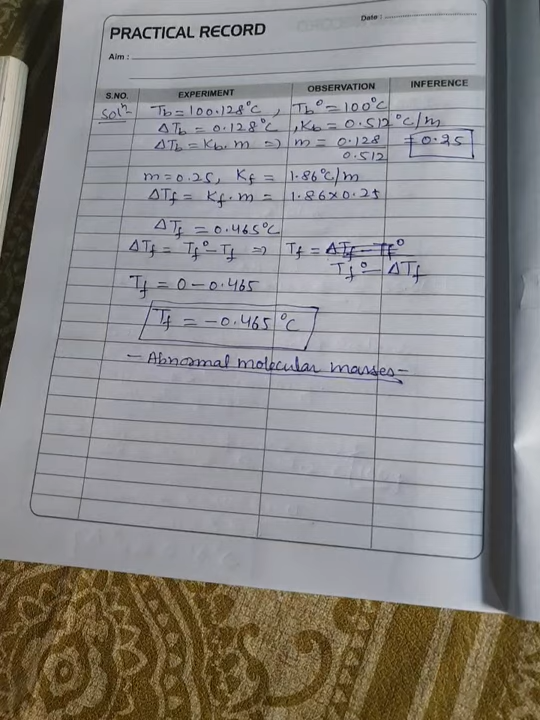 Date :
PRACTICAL RECORD
Aim :
S.NO. EXPERIMENT OBSERVATION INFERENCE
Solⁿ- Tb = 100.128°C , Tb° = 100°C
ΔTb = 0.128°C , Kb = 0.512 °C/m
ΔTb = Kb. m => m = 0.128 = 0.25
0.512
m = 0.25, Kf = 1.86°C/m
ΔTf = Kf . m = 1.86 × 0.25
ΔTf = 0.465°C
ΔTf = Tf° - Tf => Tf = ΔTf - Tf°
Tf° - ΔTf
Tf = 0 - 0.465
Tf = -0.465 °C
- Abnormal molecular masses -